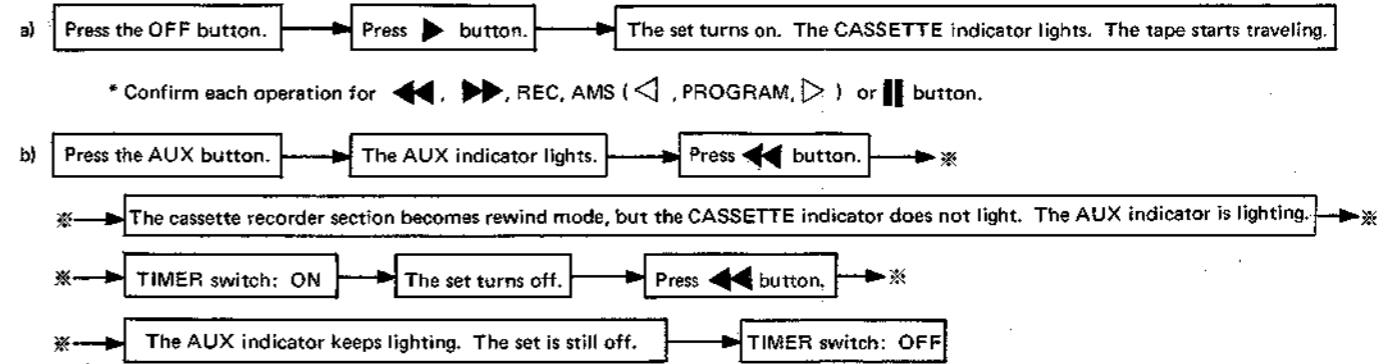 a) Press the OFF button. → Press ▶ button. → The set turns on. The CASSETTE indicator lights. The tape starts traveling.
* Confirm each operation for ◀◀, ▶▶, REC, AMS ( ◁ , PROGRAM, ▷ ) or ▮▮ button.
b) Press the AUX button. → The AUX indicator lights. → Press ◀◀ button. → ※
※ → The cassette recorder section becomes rewind mode, but the CASSETTE indicator does not light. The AUX indicator is lighting. → ※
※ → TIMER switch: ON → The set turns off. → Press ◀◀ button. → ※
※ → The AUX indicator keeps lighting. The set is still off. → TIMER switch: OFF